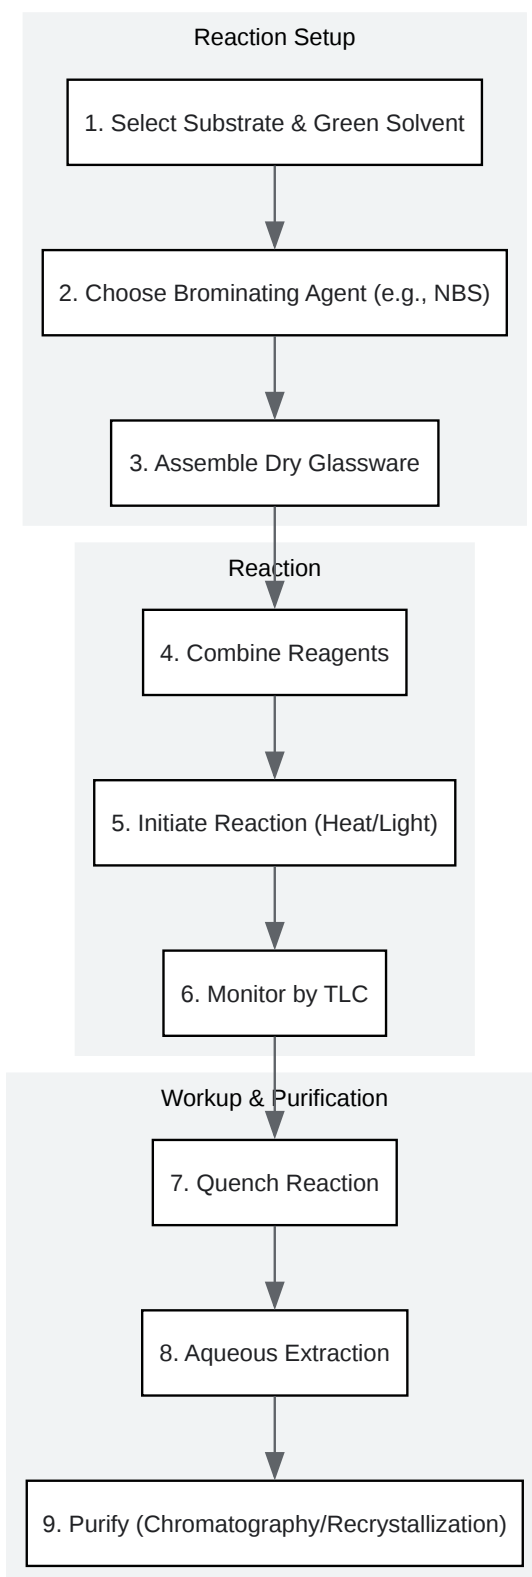 Reaction Setup
1. Select Substrate & Green Solvent
2. Choose Brominating Agent (e.g., NBS)
3. Assemble Dry Glassware
Reaction
4. Combine Reagents
5. Initiate Reaction (Heat/Light)
6. Monitor by TLC
Workup & Purification
7. Quench Reaction
8. Aqueous Extraction
9. Purify (Chromatography/Recrystallization)